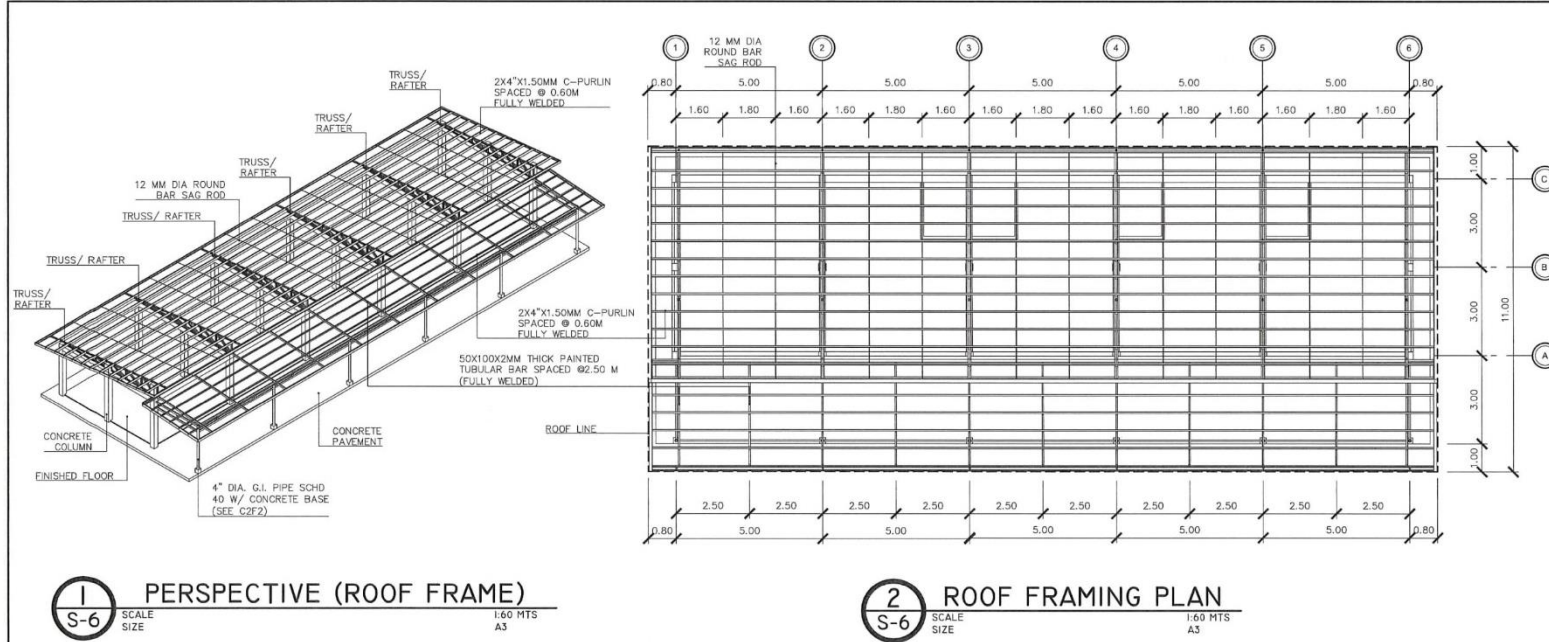 TRUSS/
RAFTER
2X4"X1.50MM C-PURLIN
SPACED @ 0.60M
FULLY WELDED
TRUSS/
RAFTER
TRUSS/
RAFTER
12 MM DIA ROUND
BAR SAG ROD
TRUSS/ RAFTER
TRUSS/ RAFTER
TRUSS/
RAFTER
2X4"X1.50MM C-PURLIN
SPACED @ 0.60M
FULLY WELDED
50X100X2MM THICK PAINTED
TUBULAR BAR SPACED @2.50 M
(FULLY WELDED)
CONCRETE
COLUMN
CONCRETE
PAVEMENT
FINISHED FLOOR
4" DIA. G.I. PIPE SCHD
40 W/ CONCRETE BASE
(SEE C2F2)
ROOF LINE
1
S-6
PERSPECTIVE (ROOF FRAME)
SCALE 1:60 MTS
SIZE A3
12 MM DIA
ROUND BAR
SAG ROD
1 2 3 4 5 6
0.80 5.00 5.00 5.00 5.00 5.00 0.80
1.60 1.80 1.60 1.60 1.80 1.60 1.60 1.80 1.60 1.60 1.80 1.60 1.60 1.80 1.60
1.00
C
3.00
B
3.00
11.00
A
3.00
1.00
2.50 2.50 2.50 2.50 2.50 2.50 2.50 2.50 2.50 2.50
0.80 5.00 5.00 5.00 5.00 5.00 0.80
2
S-6
ROOF FRAMING PLAN
SCALE 1:60 MTS
SIZE A3